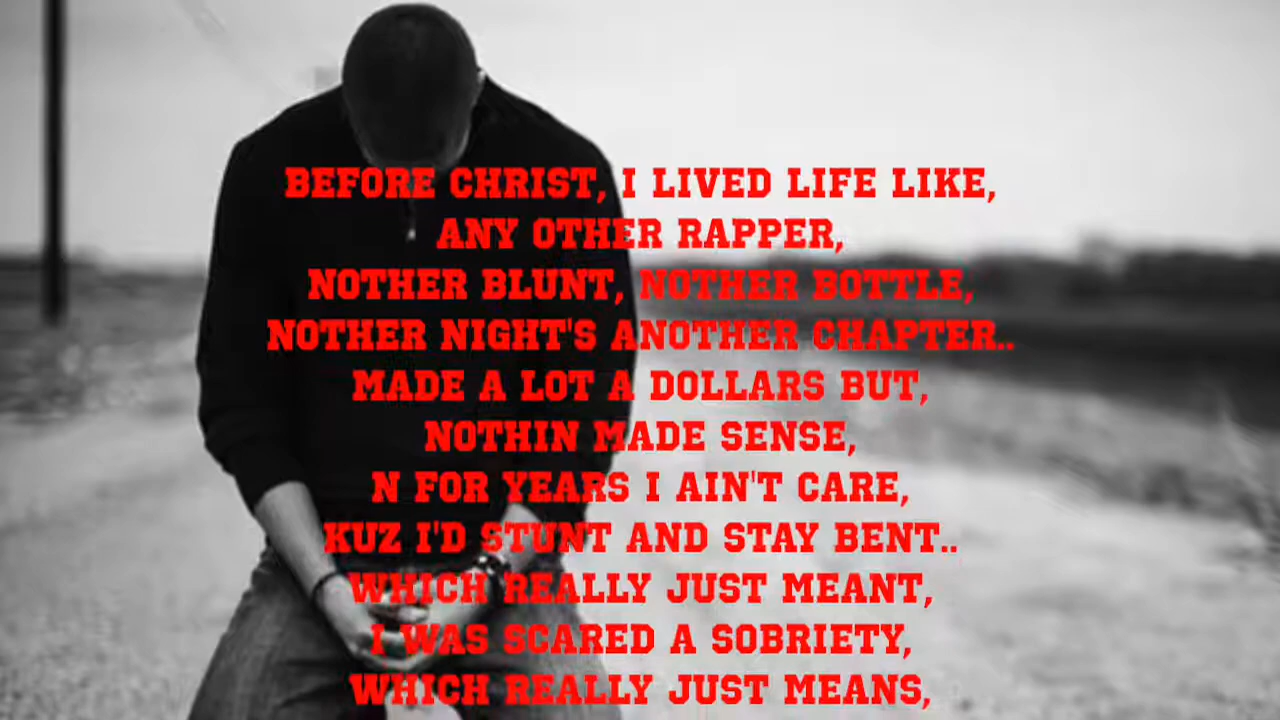 BEFORE CHRIST, I LIVED LIFE LIKE,
ANY OTHER RAPPER,
NOTHER BLUNT, NOTHER BOTTLE,
NOTHER NIGHT'S ANOTHER CHAPTER..
MADE A LOT A DOLLARS BUT,
NOTHIN MADE SENSE,
N FOR YEARS I AIN'T CARE,
KUZ I'D STUNT AND STAY BENT..
WHICH REALLY JUST MEANT,
I WAS SCARED A SOBRIETY,
WHICH REALLY JUST MEANS,